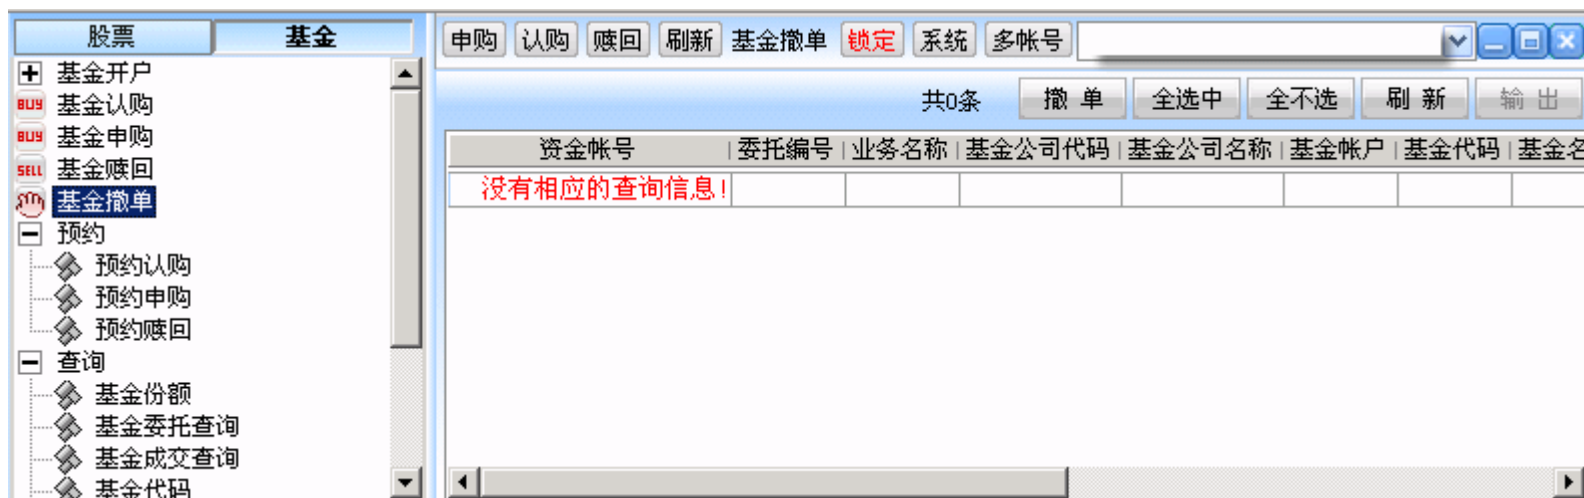 股票 基金
基金开户
BUY 基金认购
BUY 基金申购
SELL 基金赎回
基金撤单
预约
预约认购
预约申购
预约赎回
查询
基金份额
基金委托查询
基金成交查询
基金代码
申购 认购 赎回 刷新 基金撤单 锁定 系统 多帐号
共0条 撤 单 全选中 全不选 刷 新 输 出
资金帐号 委托编号 业务名称 基金公司代码 基金公司名称 基金帐户 基金代码 基金名
没有相应的查询信息!